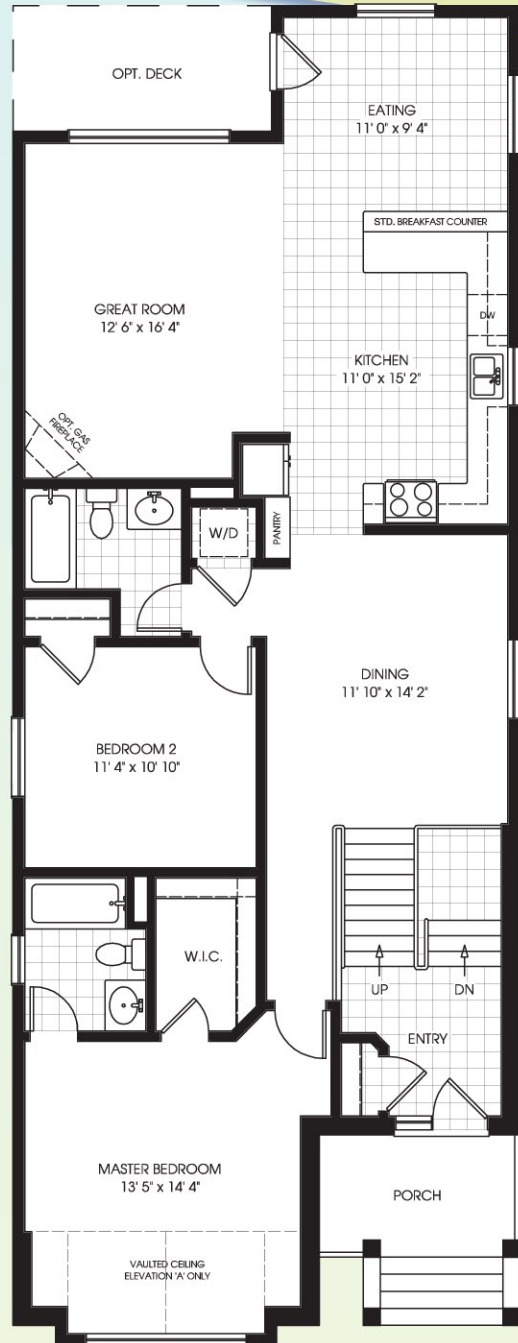 OPT. DECK
EATING
11' 0" x 9' 4"
STD. BREAKFAST COUNTER
GREAT ROOM
12' 6" x 16' 4"
DW
KITCHEN
11' 0" x 15' 2"
OPT. GAS
FIREPLACE
W/D
PANTRY
DINING
11' 10" x 14' 2"
BEDROOM 2
11' 4" x 10' 10"
W.I.C.
UP
DN
ENTRY
MASTER BEDROOM
13' 5" x 14' 4"
PORCH
VAULTED CEILING
ELEVATION 'A' ONLY